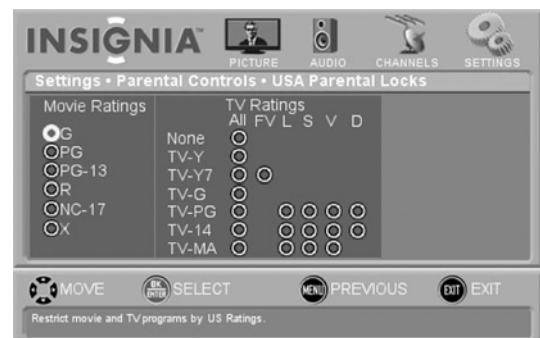 INSIGNIA™
PICTURE AUDIO CHANNELS SETTINGS
Settings • Parental Controls • USA Parental Locks
Movie Ratings
G
PG
PG-13
R
NC-17
X
TV Ratings
All FV L S V D
None
TV-Y
TV-Y7
TV-G
TV-PG
TV-14
TV-MA
MOVE OK ENTER SELECT MENU PREVIOUS EXIT EXIT
Restrict movie and TV programs by US Ratings.